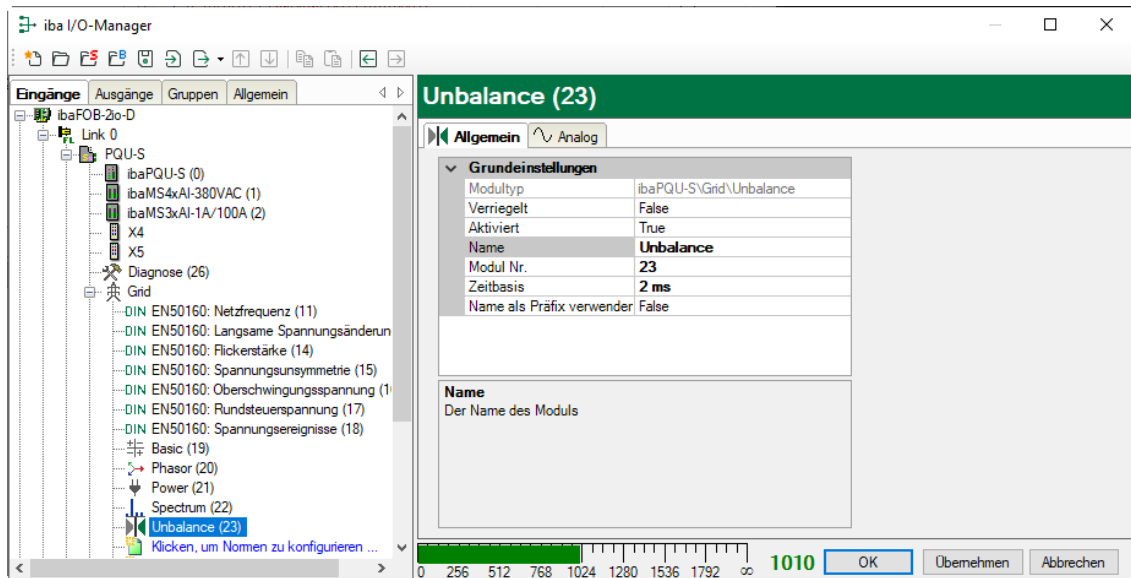 iba I/O-Manager
Eingänge Ausgänge Gruppen Allgemein
ibaFOB-2io-D
Link 0
PQU-S
ibaPQU-S (0)
ibaMS4xAI-380VAC (1)
ibaMS3xAI-1A/100A (2)
X4
X5
Diagnose (26)
Grid
DIN EN50160: Netzfrequenz (11)
DIN EN50160: Langsame Spannungsänderun
DIN EN50160: Flickerstärke (14)
DIN EN50160: Spannungsunsymmetrie (15)
DIN EN50160: Oberschwingungsspannung (1
DIN EN50160: Rundsteuerspannung (17)
DIN EN50160: Spannungsereignisse (18)
Basic (19)
Phasor (20)
Power (21)
Spectrum (22)
Unbalance (23)
Klicken, um Normen zu konfigurieren ...
Unbalance (23)
Allgemein Analog
Grundeinstellungen
Modultyp ibaPQU-S\Grid\Unbalance
Verriegelt False
Aktiviert True
Name Unbalance
Modul Nr. 23
Zeitbasis 2 ms
Name als Präfix verwender False
Name
Der Name des Moduls
0 256 512 768 1024 1280 1536 1792 ∞
1010 OK Übernehmen Abbrechen